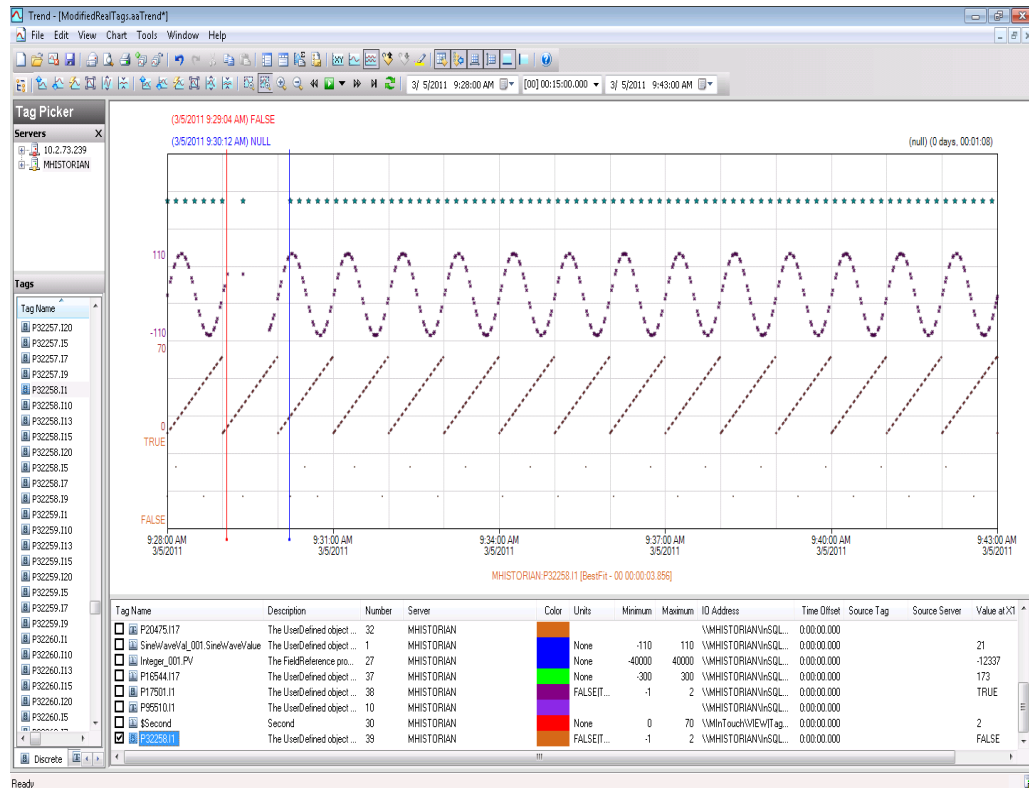 Trend - [ModifiedRealTags.aaTrend*]
File Edit View Chart Tools Window Help
3/ 5/2011 9:28:00 AM [00] 00:15:00.000 3/ 5/2011 9:43:00 AM
Tag Picker
Servers X
10.2.73.239
MHISTORIAN
Tags
Tag Name
P32257.I20
P32257.I5
P32257.I7
P32257.I9
P32258.I1
P32258.I10
P32258.I13
P32258.I15
P32258.I20
P32258.I5
P32258.I7
P32258.I9
P32259.I1
P32259.I10
P32259.I13
P32259.I15
P32259.I20
P32259.I5
P32259.I7
P32259.I9
P32260.I1
P32260.I10
P32260.I13
P32260.I15
P32260.I20
P32260.I5
Discrete
(3/5/2011 9:29:04 AM) FALSE
(3/5/2011 9:30:12 AM) NULL
(null) (0 days, 00:01:08)
110
-110
70
0
TRUE
FALSE
9:28:00 AM 9:31:00 AM 9:34:00 AM 9:37:00 AM 9:40:00 AM 9:43:00 AM
3/5/2011 3/5/2011 3/5/2011 3/5/2011 3/5/2011 3/5/2011
MHISTORIAN:P32258.I1 [BestFit - 00 00:00:03.856]
Tag Name Description Number Server Color Units Minimum Maximum IO Address Time Offset Source Tag Source Server Value at X1
P20475.I17 The UserDefined object ... 32 MHISTORIAN \\MHISTORIAN\InSQL... 0:00:00.000
SineWaveVal_001.SineWaveValue The UserDefined object ... 1 MHISTORIAN None -110 110 \\MHISTORIAN\InSQL... 0:00:00.000 21
Integer_001.PV The FieldReference pro... 27 MHISTORIAN None -40000 40000 \\MHISTORIAN\InSQL... 0:00:00.000 -12337
P16544.I17 The UserDefined object ... 37 MHISTORIAN None -300 300 \\MHISTORIAN\InSQL... 0:00:00.000 173
P17501.I1 The UserDefined object ... 38 MHISTORIAN FALSE|T... -1 2 \\MHISTORIAN\InSQL... 0:00:00.000 TRUE
P95510.I1 The UserDefined object ... 10 MHISTORIAN \\MHISTORIAN\InSQL... 0:00:00.000
$Second Second 30 MHISTORIAN None 0 70 \\MInTouch\VIEW|Tag... 0:00:00.000 2
P32258.I1 The UserDefined object ... 39 MHISTORIAN FALSE|T... -1 2 \\MHISTORIAN\InSQL... 0:00:00.000 FALSE
Ready